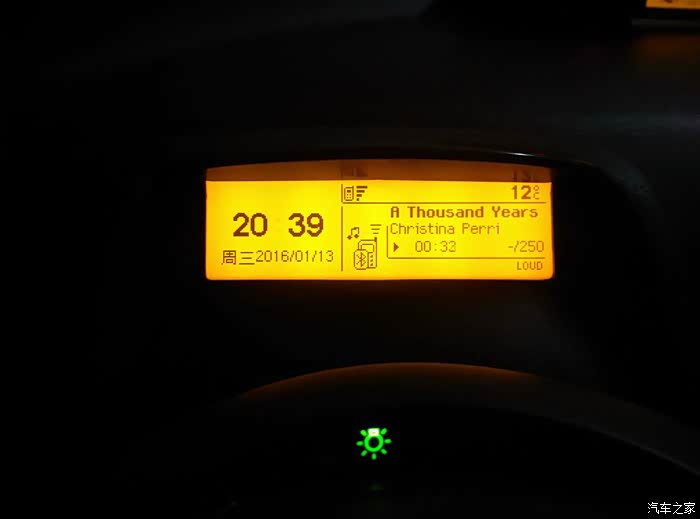 20 39
周三2016/01/13
12°C
A Thousand Years
Christina Perri
00:33 -/250
LOUD
汽车之家